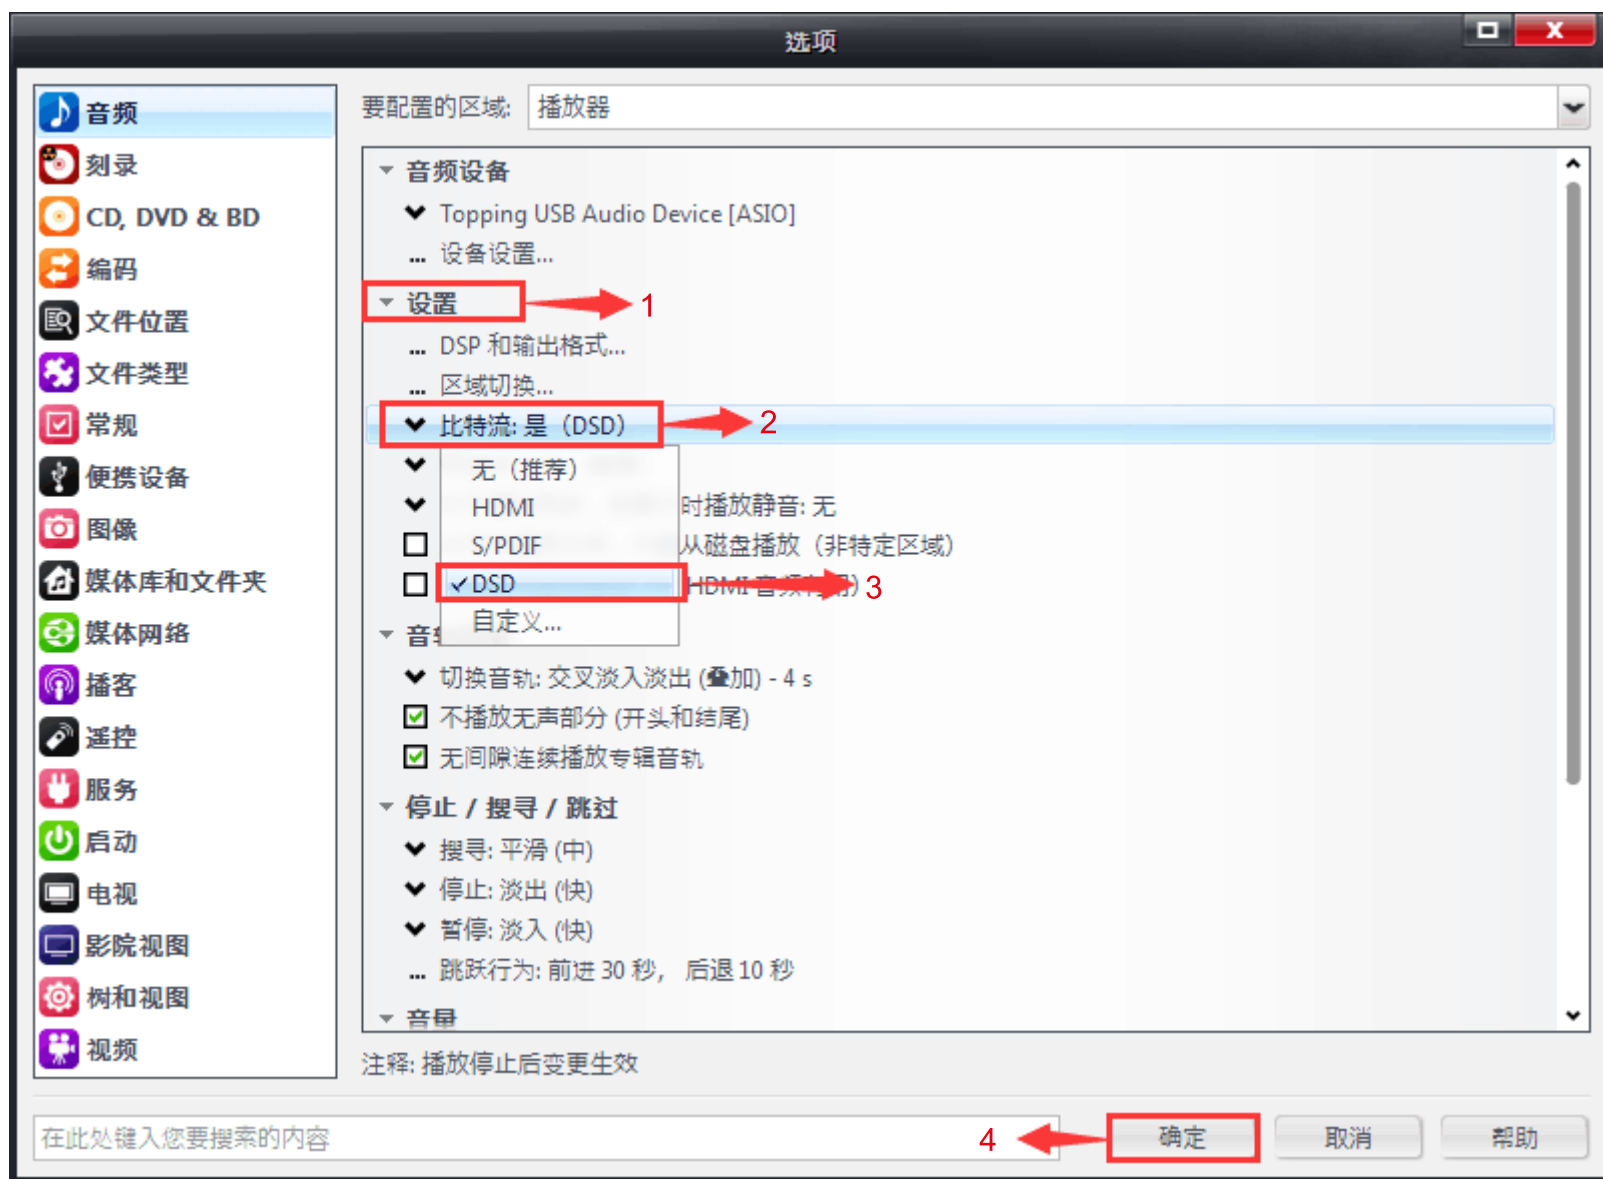 选项
音频
刻录
CD, DVD & BD
编码
文件位置
文件类型
常规
便携设备
图像
媒体库和文件夹
媒体网络
播客
遥控
服务
启动
电视
影院视图
树和视图
视频
要配置的区域: 播放器
音频设备
Topping USB Audio Device [ASIO]
... 设备设置...
设置 1
... DSP 和输出格式...
... 区域切换...
比特流: 是（DSD） 2
无（推荐）
HDMI 时播放静音: 无
S/PDIF 从磁盘播放（非特定区域）
DSD HDMI 音频有用） 3
自定义...
音
切换音轨: 交叉淡入淡出 (叠加) - 4 s
不播放无声部分 (开头和结尾)
无间隙连续播放专辑音轨
停止 / 搜寻 / 跳过
搜寻: 平滑 (中)
停止: 淡出 (快)
暂停: 淡入 (快)
... 跳跃行为: 前进 30 秒， 后退 10 秒
音量
注释: 播放停止后变更生效
在此处键入您要搜索的内容 4 确定 取消 帮助